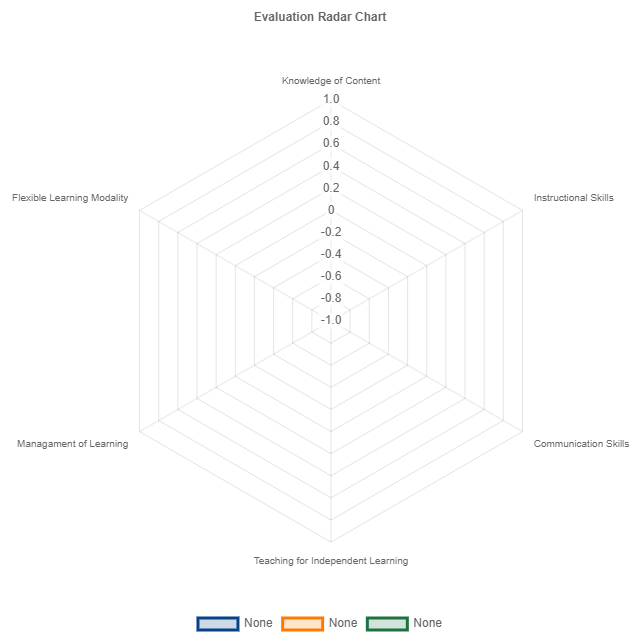 Evaluation Radar Chart
Knowledge of Content
1.0
0.8
0.6
0.4
Flexible Learning Modality
Instructional Skills
0.2
0
-0.2
-0.4
-0.6
-0.8
-1.0
Managament of Learning
Communication Skills
Teaching for Independent Learning
None None None